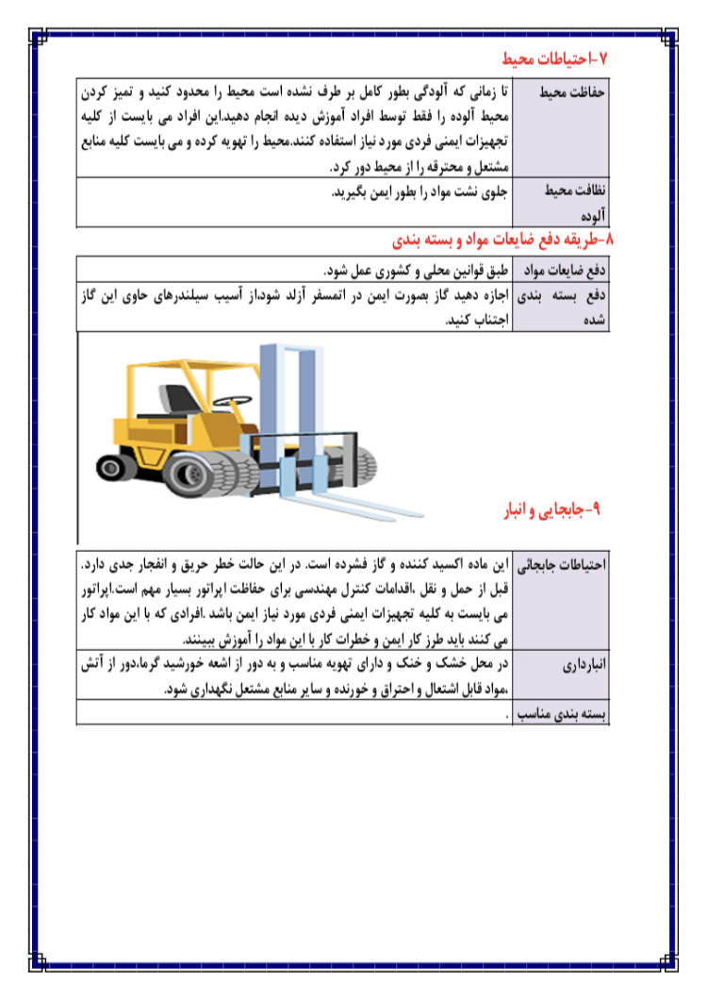 ۷-احتیاطات محیط
حفاظت محیط
تا زمانی که آلودگی بطور کامل بر طرف نشده است محیط را محدود کنید و تمیز کردن
محیط آلوده را فقط توسط افراد آموزش دیده انجام دهید.این افراد می بایست از کلیه
تجهیزات ایمنی فردی مورد نیاز استفاده کنند.محیط را تهویه کرده و می بایست کلیه منابع
مشتعل و محترقه را از محیط دور کرد.
نظافت محیط
آلوده
جلوی نشت مواد را بطور ایمن بگیرید.
۸-طریقه دفع ضایعات مواد و بسته بندی
دفع ضایعات مواد
طبق قوانین محلی و کشوری عمل شود.
دفع بسته بندی
شده
اجازه دهید گاز بصورت ایمن در اتمسفر آزلد شود،از آسیب سیلندرهای حاوی این گاز
اجتناب کنید.
۹-جابجایی و انبار
احتیاطات جابجائی
این ماده اکسید کننده و گاز فشرده است. در این حالت خطر حریق و انفجار جدی دارد.
قبل از حمل و نقل ،اقدامات کنترل مهندسی برای حفاظت اپراتور بسیار مهم است.اپراتور
می بایست به کلیه تجهیزات ایمنی فردی مورد نیاز ایمن باشد .افرادی که با این مواد کار
می کنند باید طرز کار ایمن و خطرات کار با این مواد را آموزش ببینند.
انبارداری
در محل خشک و خنک و دارای تهویه مناسب و به دور از اشعه خورشید گرما،دور از آتش
،مواد قابل اشتعال و احتراق و خورنده و سایر منابع مشتعل نگهداری شود.
بسته بندی مناسب
.